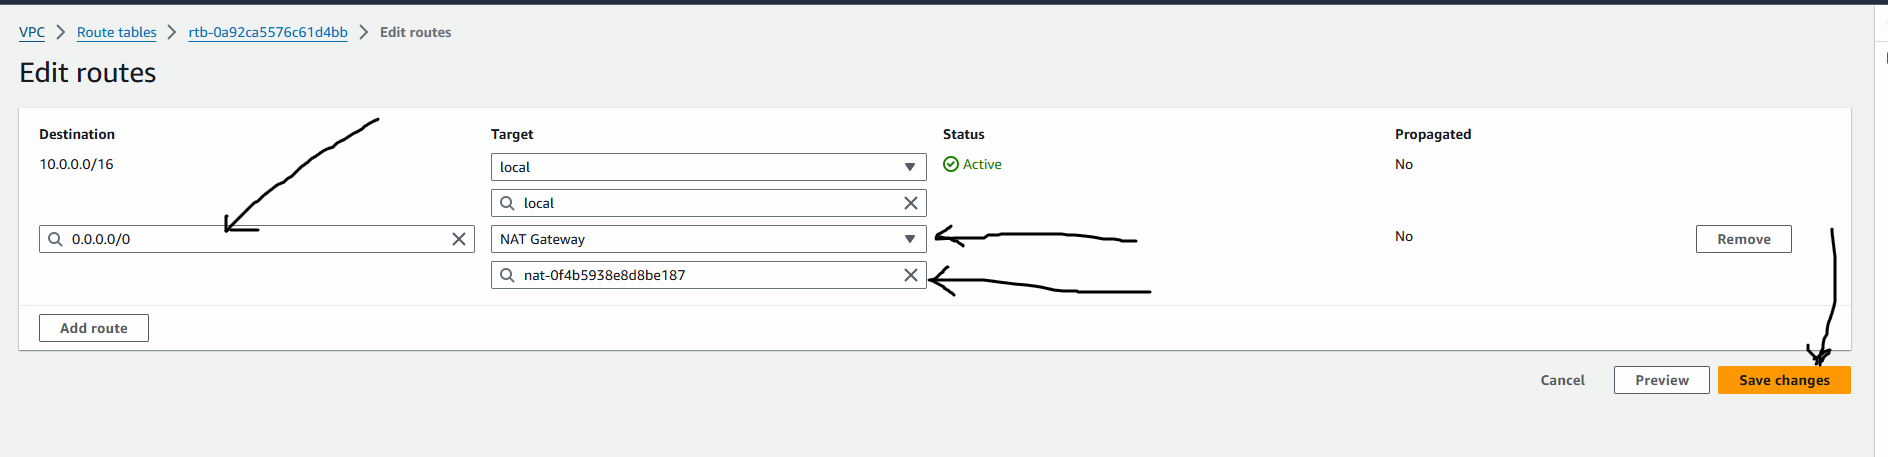 VPC > Route tables > rtb-0a92ca5576c61d4bb > Edit routes
Edit routes
Destination Target Status Propagated
10.0.0.0/16 local Active No
local
0.0.0.0/0 NAT Gateway No Remove
nat-0f4b5938e8d8be187
Add route
Cancel Preview Save changes